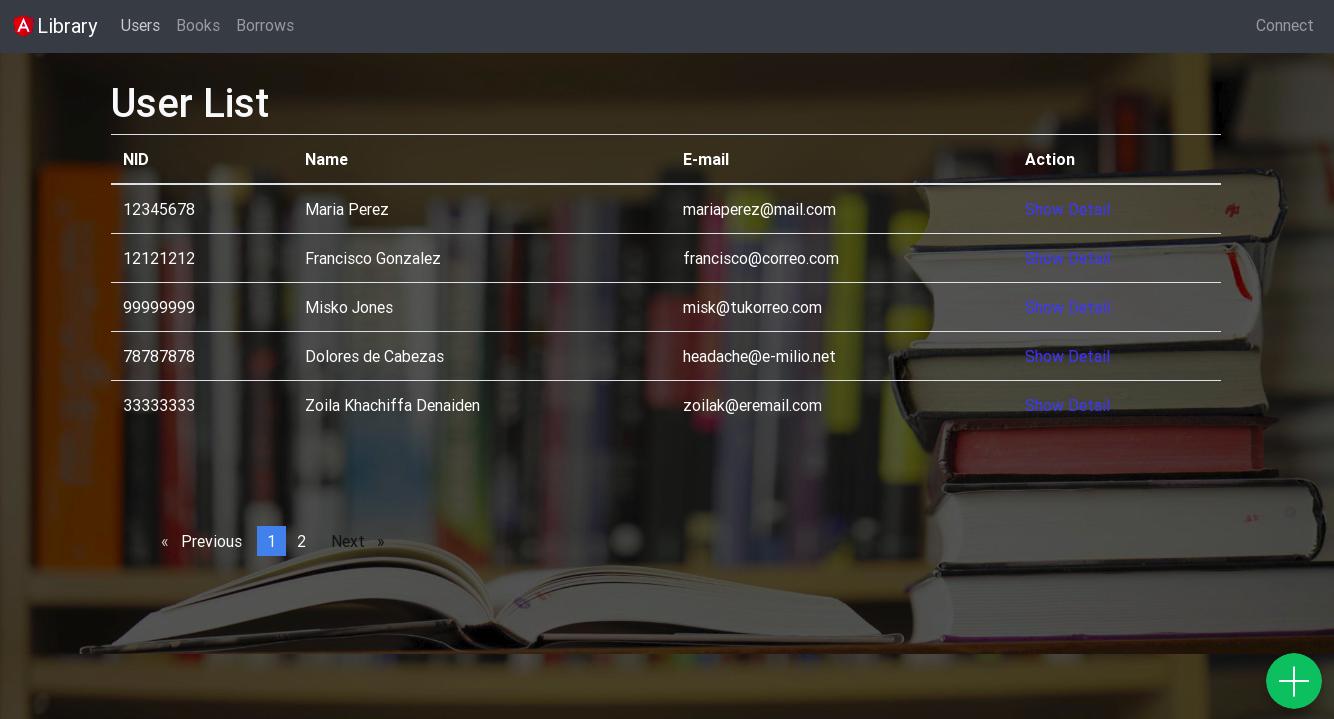 A Library Users Books Borrows Connect
User List
NID Name E-mail Action
12345678 Maria Perez mariaperez@mail.com Show Detail
12121212 Francisco Gonzalez francisco@correo.com Show Detail
99999999 Misko Jones misk@tukorreo.com Show Detail
78787878 Dolores de Cabezas headache@e-milio.net Show Detail
33333333 Zoila Khachiffa Denaiden zoilak@eremail.com Show Detail
« Previous 1 2 Next »